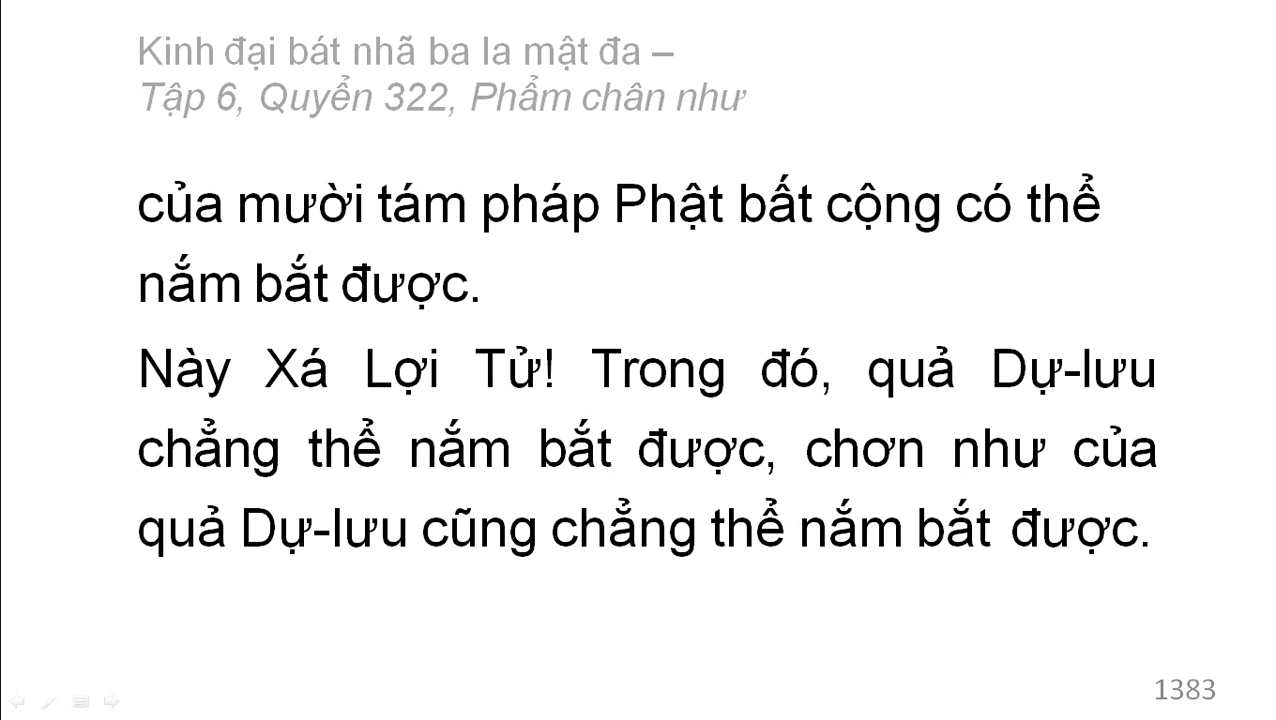 Kinh đại bát nhã ba la mật đa –
Tập 6, Quyển 322, Phẩm chân như
của mười tám pháp Phật bất cộng có thể
nắm bắt được.
Này Xá Lợi Tử! Trong đó, quả Dự-lưu
chẳng thể nắm bắt được, chơn như của
quả Dự-lưu cũng chẳng thể nắm bắt được.
1383